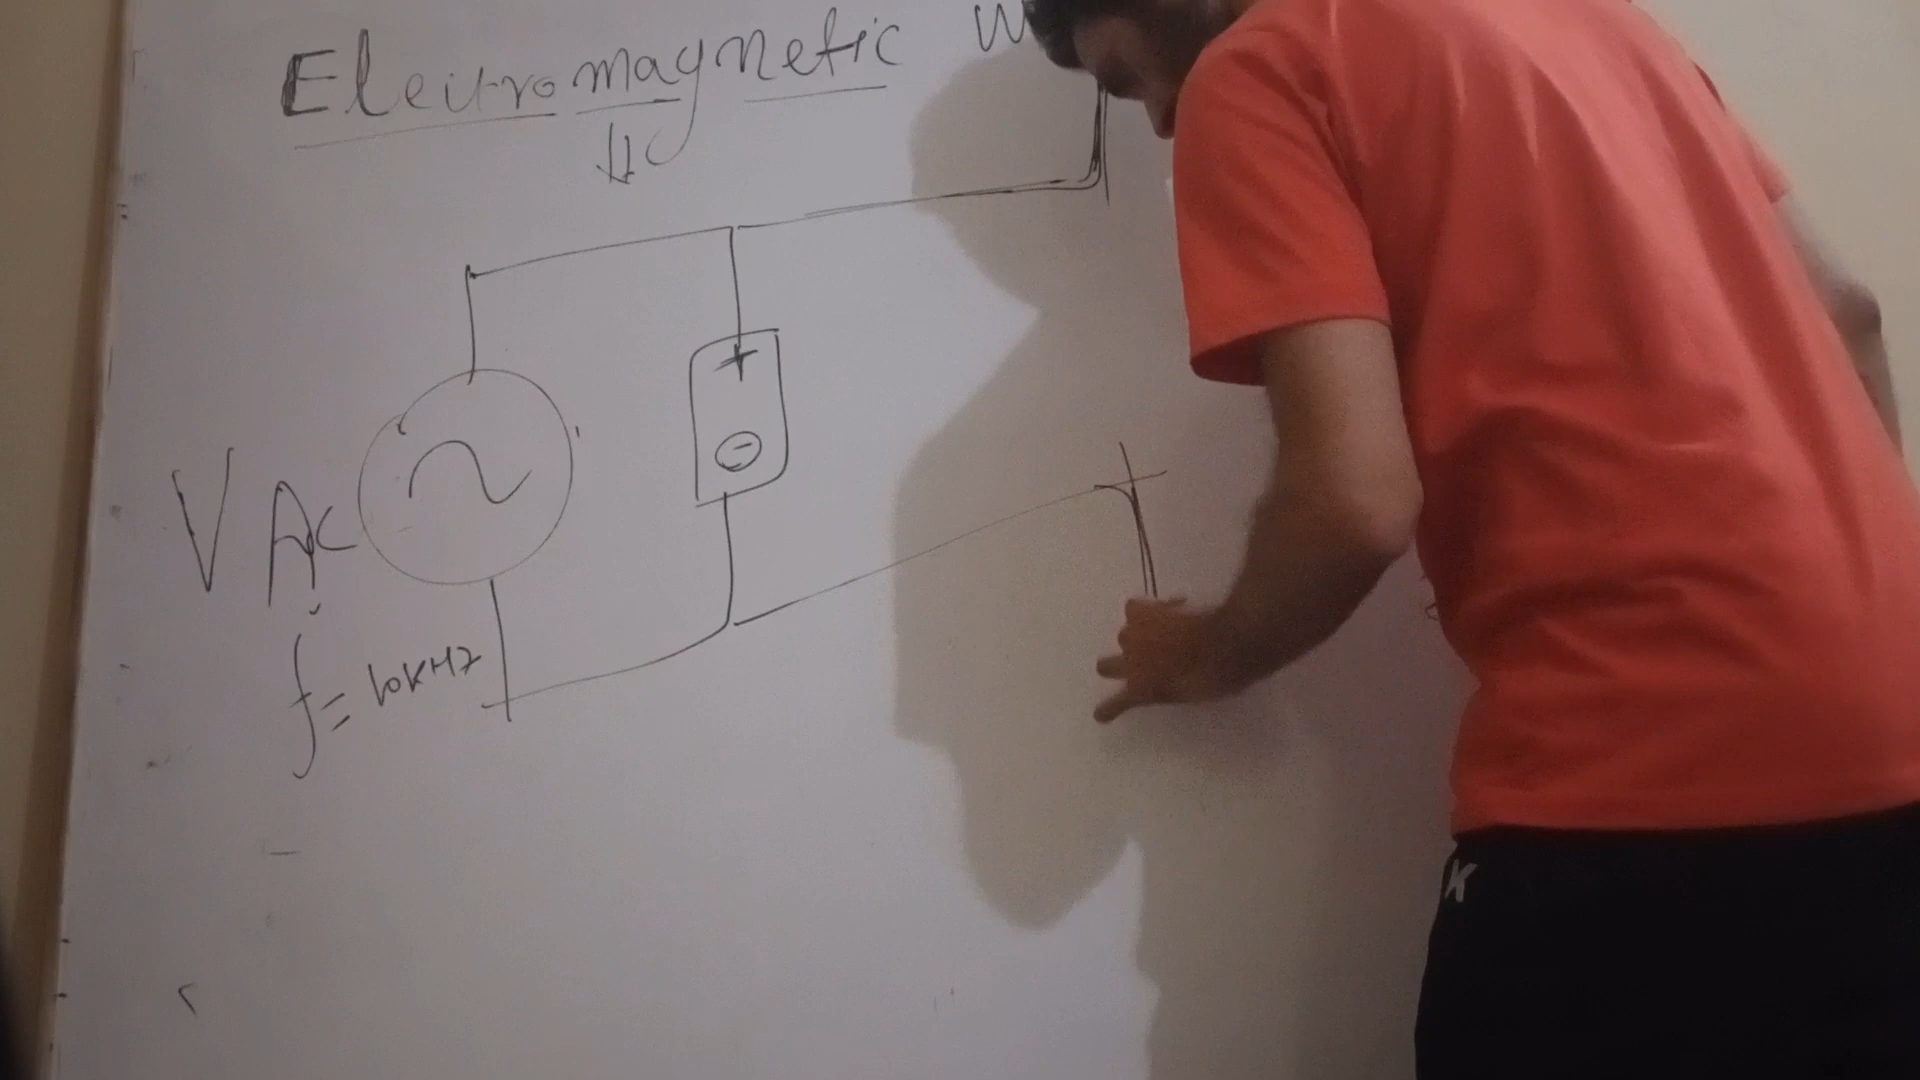 Electromagnetic W
+
−
VAC
f= 10KHZ
K